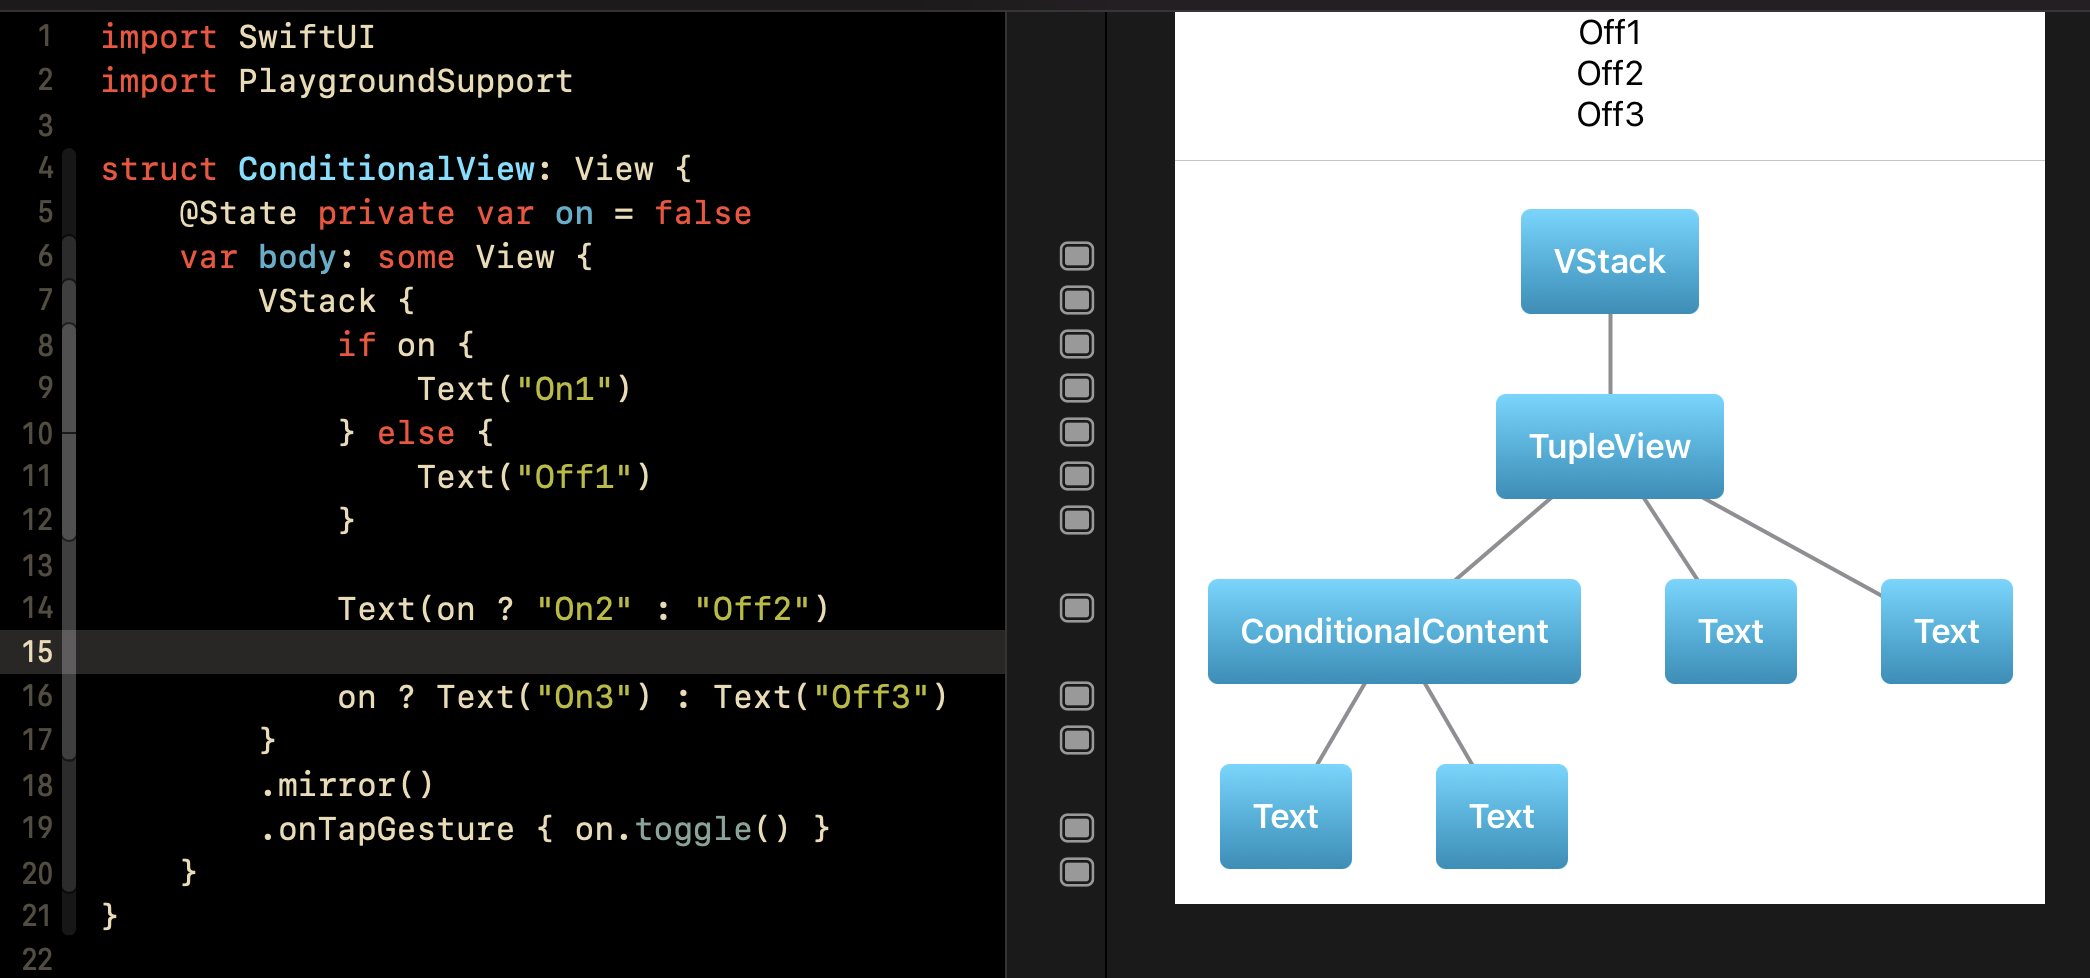 1 import SwiftUI
2 import PlaygroundSupport
3
4 struct ConditionalView: View {
5     @State private var on = false
6     var body: some View {
7         VStack {
8             if on {
9                 Text("On1")
10             } else {
11                 Text("Off1")
12             }
13
14             Text(on ? "On2" : "Off2")
15
16             on ? Text("On3") : Text("Off3")
17         }
18         .mirror()
19         .onTapGesture { on.toggle() }
20     }
21 }
22
Off1
Off2
Off3
VStack
TupleView
ConditionalContent
Text
Text
Text
Text